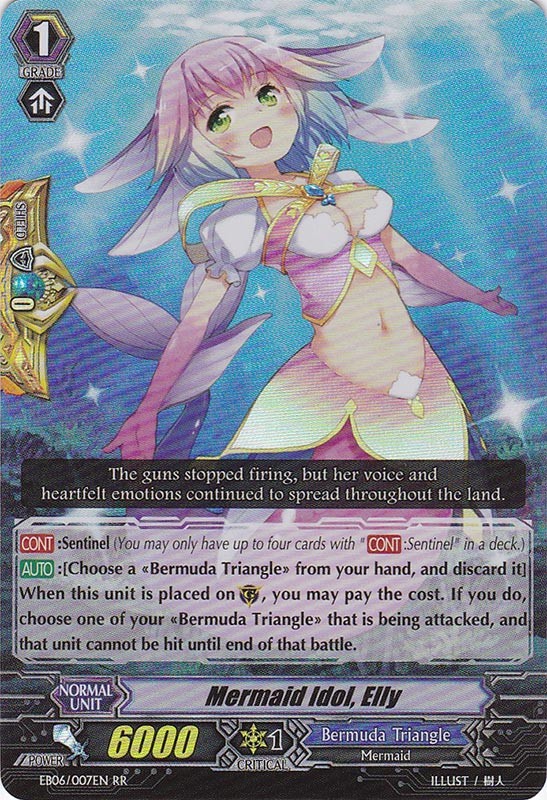 1
GRADE
SHIELD
0
The guns stopped firing, but her voice and
heartfelt emotions continued to spread throughout the land.
CONT :Sentinel (You may only have up to four cards with "CONT :Sentinel" in a deck.)
AUTO :[Choose a «Bermuda Triangle» from your hand, and discard it]
When this unit is placed on G, you may pay the cost. If you do,
choose one of your «Bermuda Triangle» that is being attacked, and
that unit cannot be hit until end of that battle.
NORMAL
UNIT
Mermaid Idol, Elly
POWER
6000
1
CRITICAL
Bermuda Triangle
Mermaid
EB06/007EN RR
ILLUST / 樹人